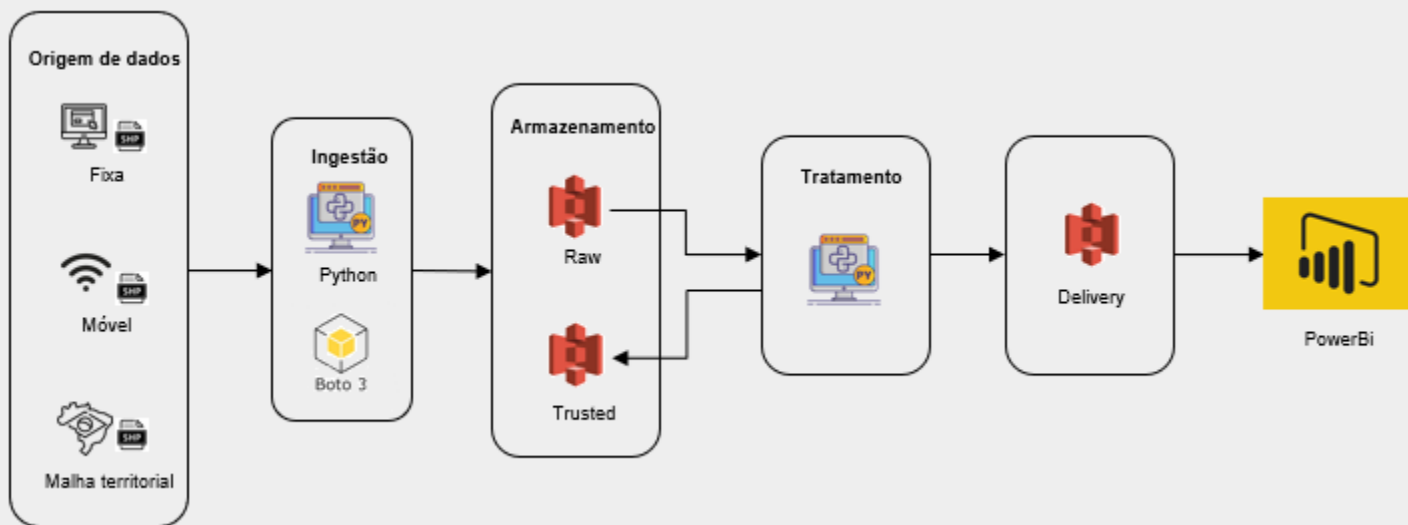 Origem de dados
SHP
Fixa
SHP
Móvel
SHP
Malha territorial
Ingestão
PY
Python
Boto 3
Armazenamento
Raw
Trusted
Tratamento
PY
Delivery
PowerBi